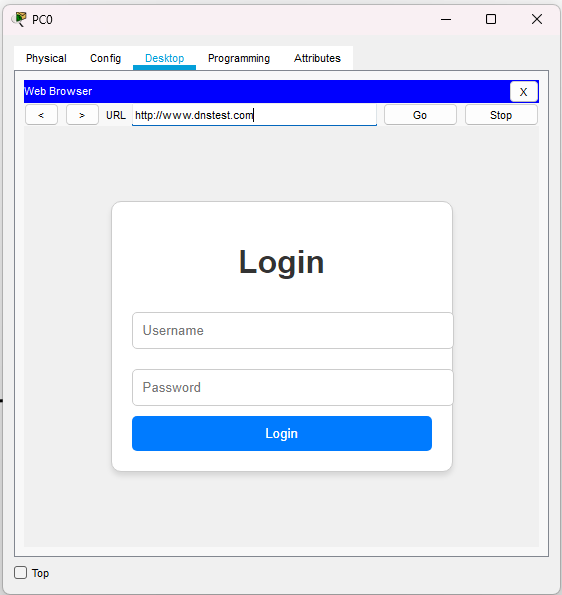 PC0
Physical Config Desktop Programming Attributes
Web Browser X
< > URL http://www.dnstest.com Go Stop
Login
Username
Password
Login
Top